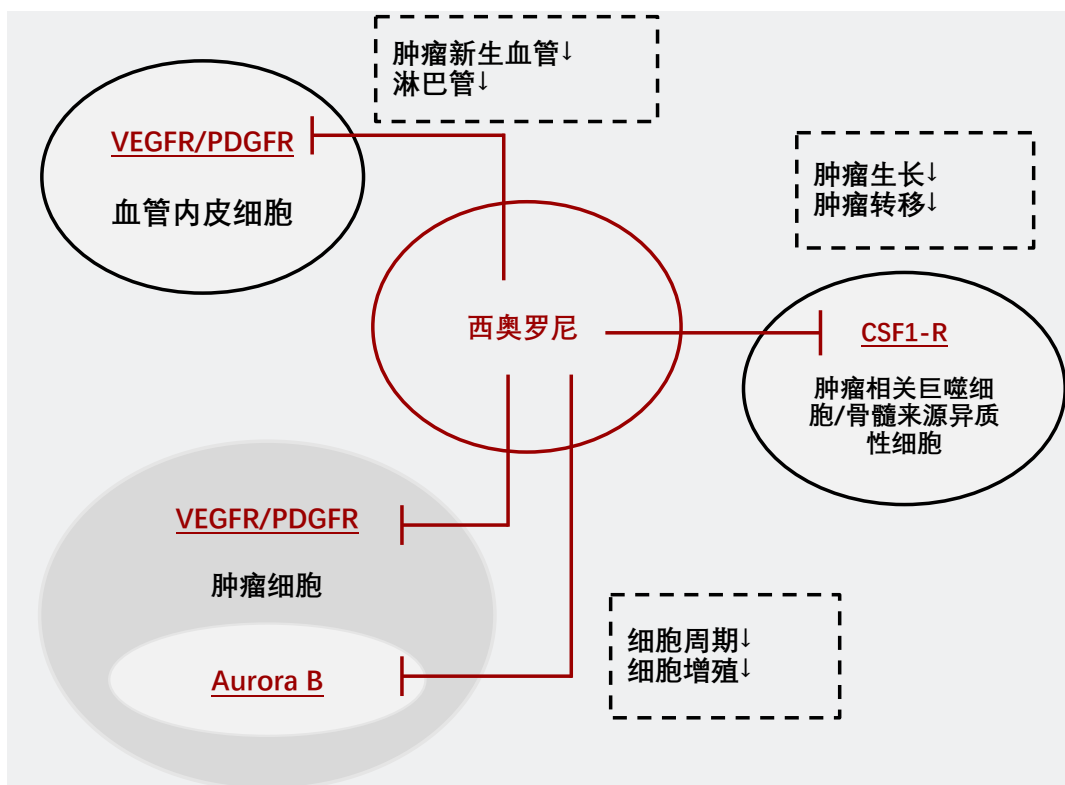 肿瘤新生血管↓
淋巴管↓
VEGFR/PDGFR
血管内皮细胞
肿瘤生长↓
肿瘤转移↓
西奥罗尼
CSF1-R
肿瘤相关巨噬细
胞/骨髓来源异质
性细胞
VEGFR/PDGFR
肿瘤细胞
细胞周期↓
细胞增殖↓
Aurora B